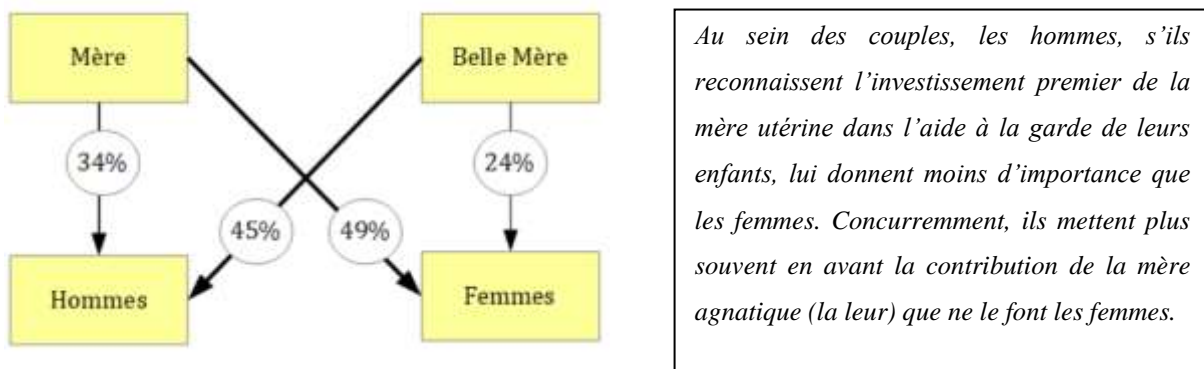 Mère
Belle Mère
34%
24%
45%
49%
Hommes
Femmes
Au sein des couples, les hommes, s’ils
reconnaissent l’investissement premier de la
mère utérine dans l’aide à la garde de leurs
enfants, lui donnent moins d’importance que
les femmes. Concurremment, ils mettent plus
souvent en avant la contribution de la mère
agnatique (la leur) que ne le font les femmes.